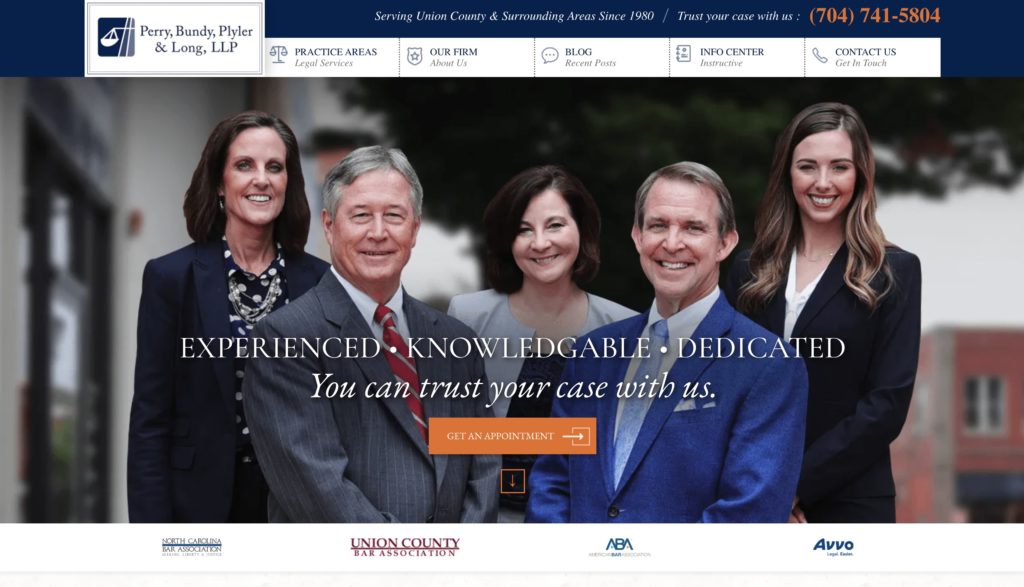 Serving Union County & Surrounding Areas Since 1980 / Trust your case with us : (704) 741-5804
Perry, Bundy, Plyler
& Long, LLP
PRACTICE AREAS
Legal Services
OUR FIRM
About Us
BLOG
Recent Posts
INFO CENTER
Instructive
CONTACT US
Get In Touch
EXPERIENCED • KNOWLEDGABLE • DEDICATED
You can trust your case with us.
GET AN APPOINTMENT
NORTH CAROLINA
BAR ASSOCIATION
SEEKING LIBERTY & JUSTICE
UNION COUNTY
BAR ASSOCIATION
ABA
AMERICAN BAR ASSOCIATION
Avvo
Legal. Easier.